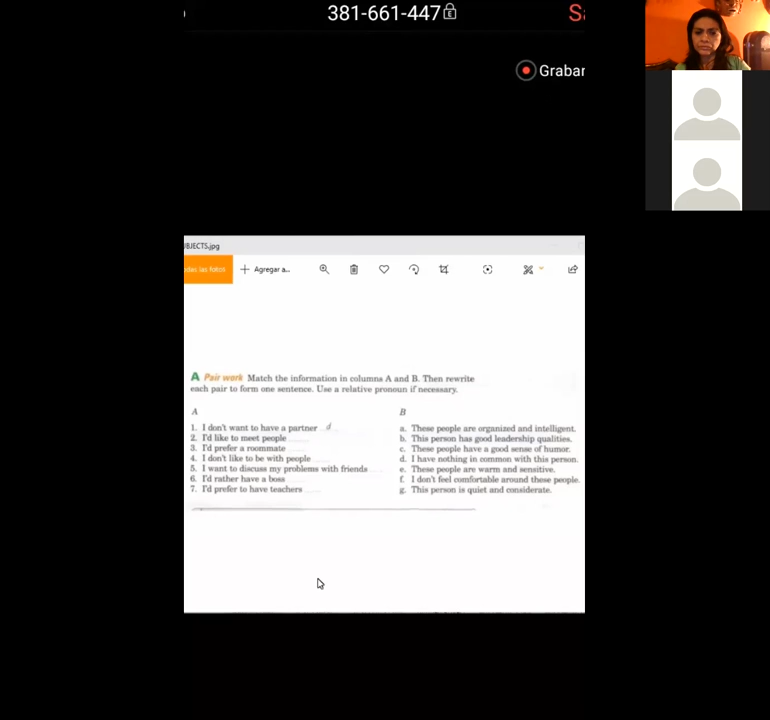 381-661-447
Grabar
UBJECTS.jpg
odas las fotos
Agregar a...
A Pair work Match the information in columns A and B. Then rewrite
each pair to form one sentence. Use a relative pronoun if necessary.
A
1. I don't want to have a partner d
2. I'd like to meet people
3. I'd prefer a roommate
4. I don't like to be with people
5. I want to discuss my problems with friends
6. I'd rather have a boss
7. I'd prefer to have teachers
B
a. These people are organized and intelligent.
b. This person has good leadership qualities.
c. These people have a good sense of humor.
d. I have nothing in common with this person.
e. These people are warm and sensitive.
f. I don't feel comfortable around these people.
g. This person is quiet and considerate.